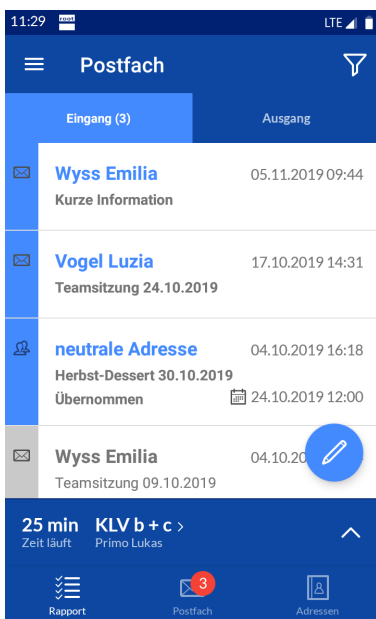 11:29 root LTE
Postfach
Eingang (3) Ausgang
Wyss Emilia 05.11.2019 09:44
Kurze Information
Vogel Luzia 17.10.2019 14:31
Teamsitzung 24.10.2019
neutrale Adresse 04.10.2019 16:18
Herbst-Dessert 30.10.2019
Übernommen 24.10.2019 12:00
Wyss Emilia 04.10.20
Teamsitzung 09.10.2019
25 min KLV b + c >
Zeit läuft Primo Lukas
3
Rapport Postfach Adressen